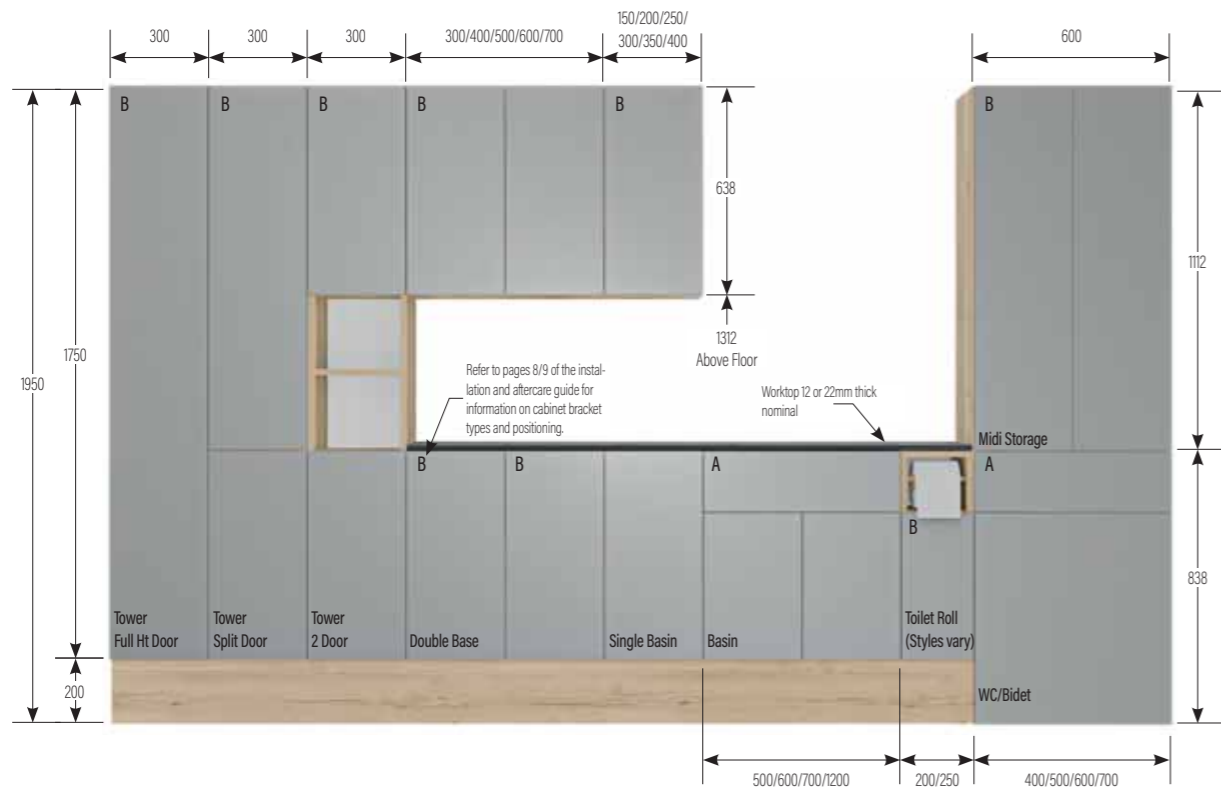 150/200/250/
300
300
300
300/400/500/600/700
300/350/400
600
B
B
B
B
B
B
638
1112
1312
Above Floor
1750
1950
Refer to pages 8/9 of the instal-
lation and aftercare guide for
information on cabinet bracket
types and positioning.
Worktop 12 or 22mm thick
nominal
Midi Storage
B
B
A
A
B
838
Tower
Full Ht Door
Tower
Split Door
Tower
2 Door
Double Base
Single Basin
Basin
Toilet Roll
(Styles vary)
200
WC/Bidet
500/600/700/1200
200/250
400/500/600/700